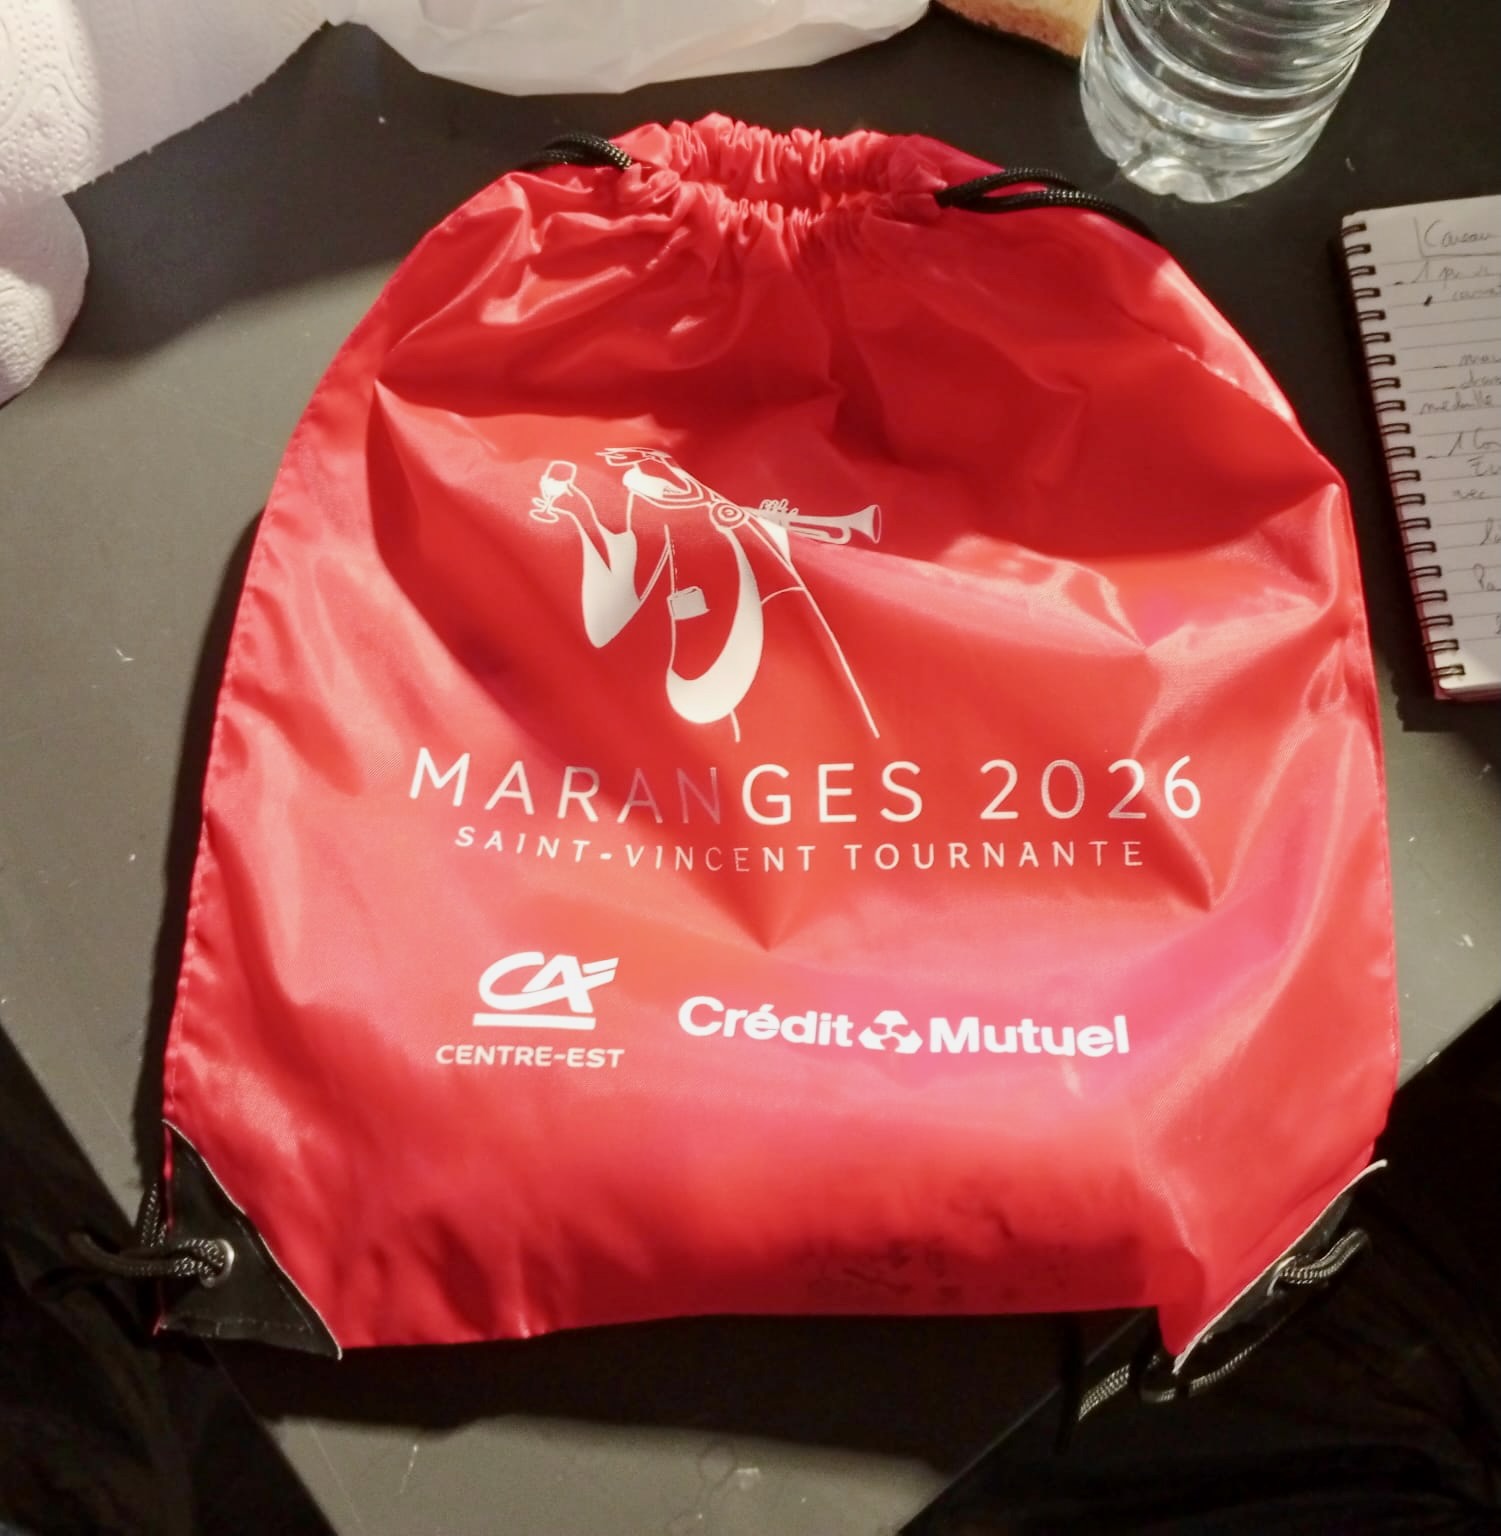 MARANGES 2026
SAINT-VINCENT TOURNANTE
CA
CENTRE-EST
Crédit Mutuel